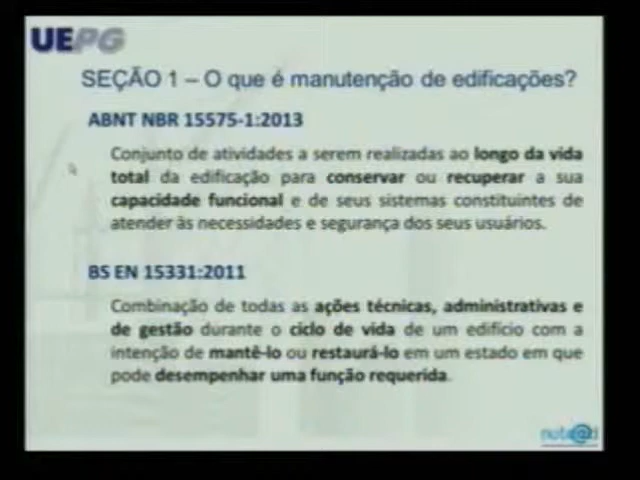 UEPG
SEÇÃO 1 – O que é manutenção de edificações?
ABNT NBR 15575-1:2013
Conjunto de atividades a serem realizadas ao longo da vida
total da edificação para conservar ou recuperar a sua
capacidade funcional e de seus sistemas constituintes de
atender às necessidades e segurança dos seus usuários.
BS EN 15331:2011
Combinação de todas as ações técnicas, administrativas e
de gestão durante o ciclo de vida de um edifício com a
intenção de mantê-lo ou restaurá-lo em um estado em que
pode desempenhar uma função requerida.